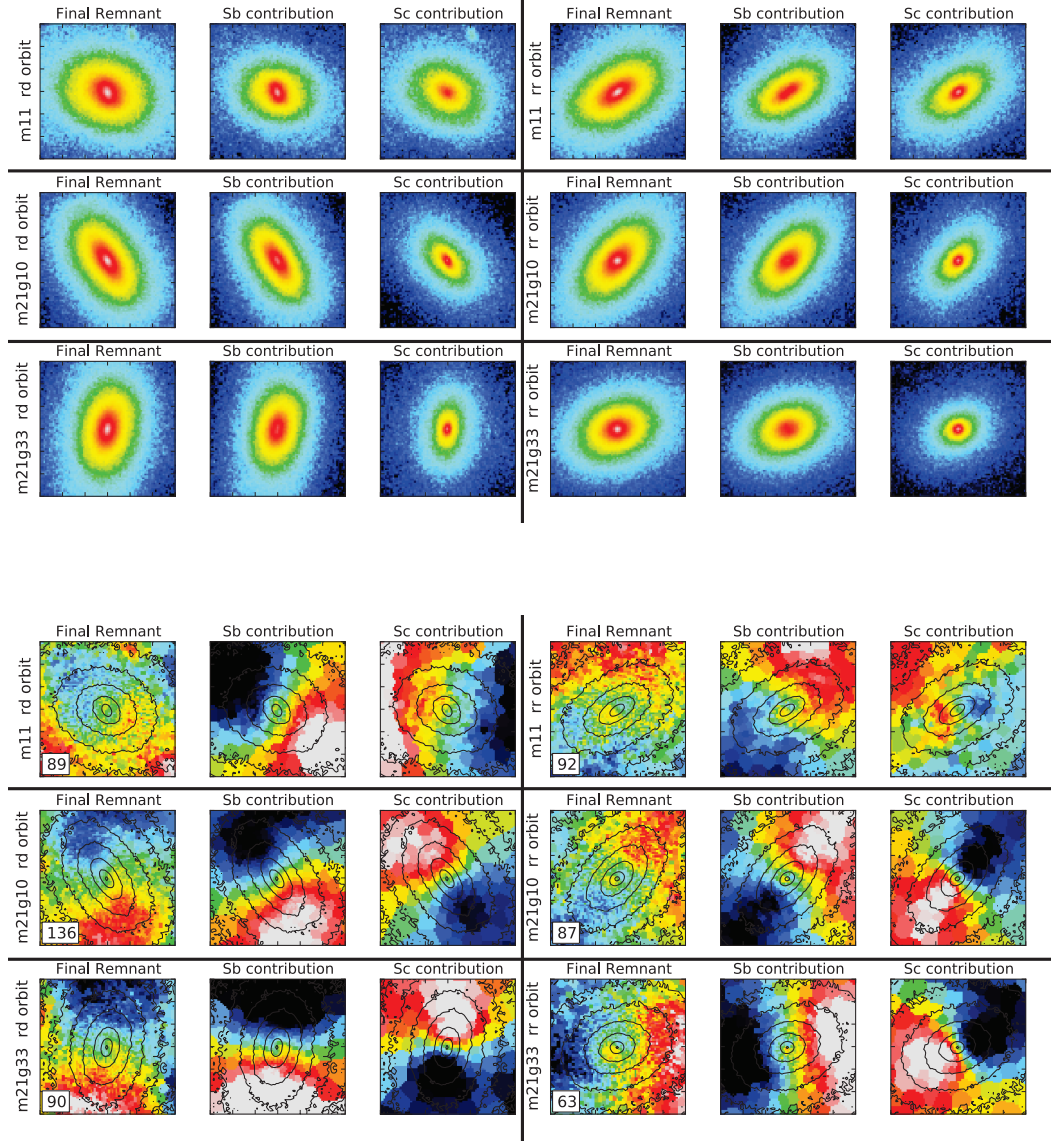 Final Remnant Sb contribution Sc contribution Final Remnant Sb contribution Sc contribution
m11 rd orbit
m11 rr orbit
Final Remnant Sb contribution Sc contribution Final Remnant Sb contribution Sc contribution
m21g10 rd orbit
m21g10 rr orbit
Final Remnant Sb contribution Sc contribution Final Remnant Sb contribution Sc contribution
m21g33 rd orbit
m21g33 rr orbit
Final Remnant Sb contribution Sc contribution Final Remnant Sb contribution Sc contribution
m11 rd orbit
89
m11 rr orbit
92
Final Remnant Sb contribution Sc contribution Final Remnant Sb contribution Sc contribution
m21g10 rd orbit
136
m21g10 rr orbit
87
Final Remnant Sb contribution Sc contribution Final Remnant Sb contribution Sc contribution
m21g33 rd orbit
90
m21g33 rr orbit
63